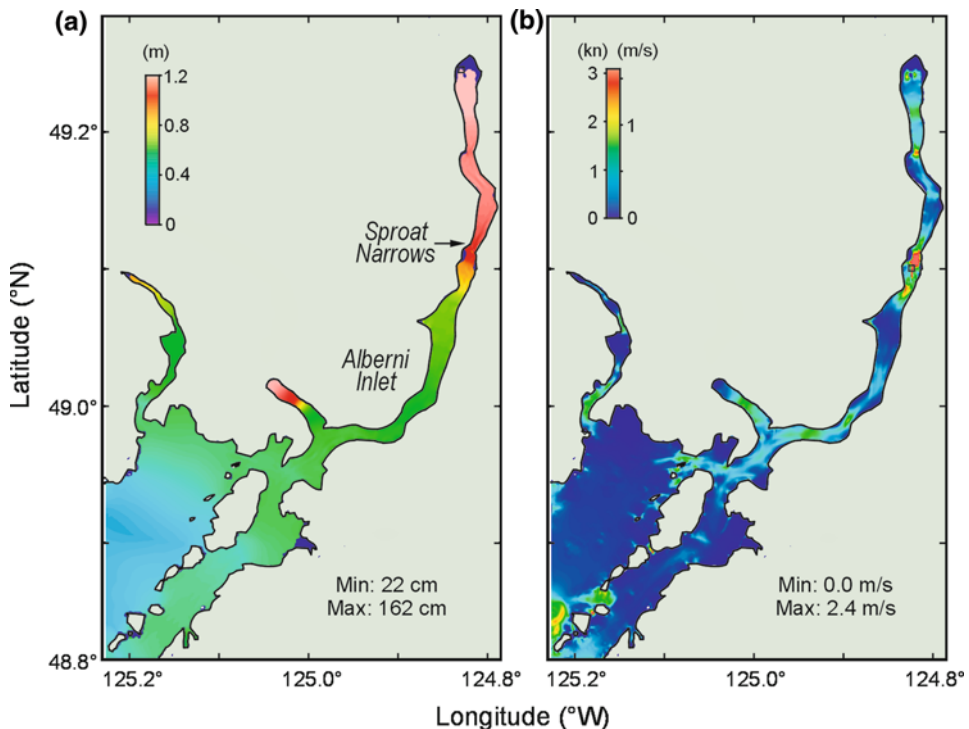 (a)
(m)
1.2
0.8
0.4
0
49.2°
49.0°
48.8°
Latitude (°N)
Sproat
Narrows
Alberni
Inlet
Min: 22 cm
Max: 162 cm
125.2°
125.0°
124.8°
(b)
(kn) (m/s)
3
2
1
1
0
0
Min: 0.0 m/s
Max: 2.4 m/s
125.2°
125.0°
124.8°
Longitude (°W)